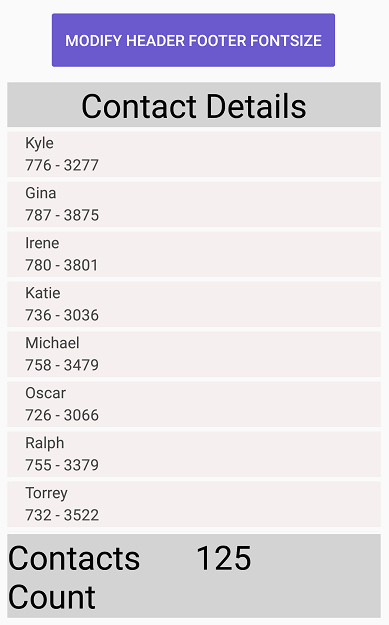 MODIFY HEADER FOOTER FONTSIZE
Contact Details
Kyle
776 - 3277
Gina
787 - 3875
Irene
780 - 3801
Katie
736 - 3036
Michael
758 - 3479
Oscar
726 - 3066
Ralph
755 - 3379
Torrey
732 - 3522
Contacts 125
Count